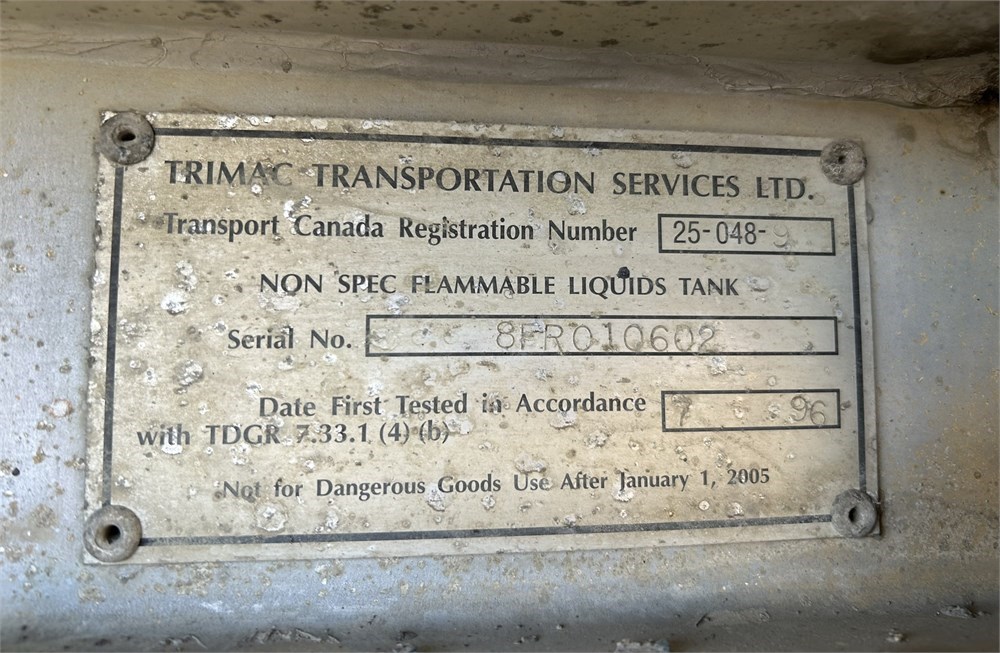 TRIMAC TRANSPORTATION SERVICES LTD.
Transport Canada Registration Number 25-048-9
NON SPEC FLAMMABLE LIQUIDS TANK
Serial No. 8FR010602
Date First Tested in Accordance 7 96
with TDGR 7.33.1 (4) (b)
Not for Dangerous Goods Use After January 1, 2005